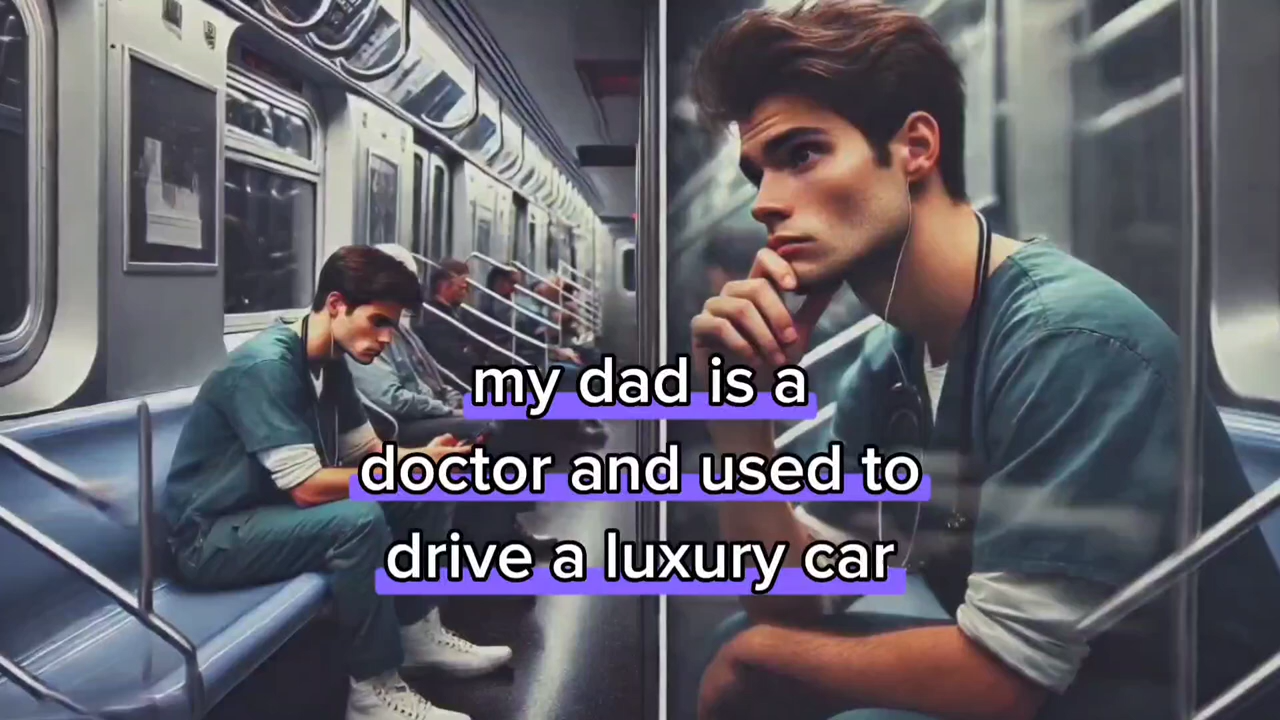 my dad is a
doctor and used to
drive a luxury car